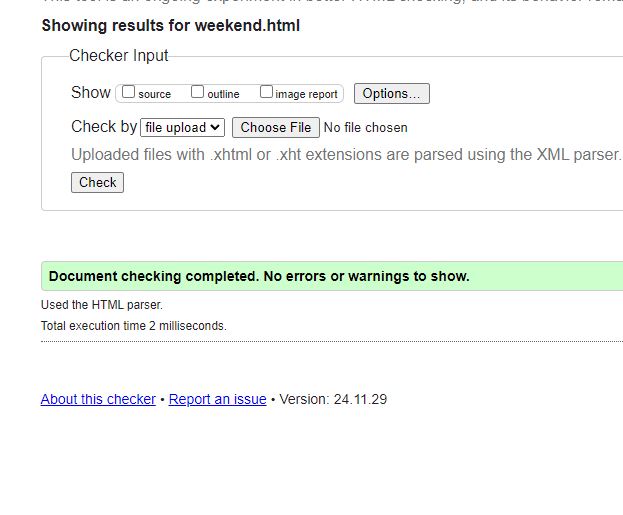 This tool is an ongoing experiment in better HTML checking, and its behavior remai
Showing results for weekend.html
Checker Input
Show source outline image report Options...
Check by file upload Choose File No file chosen
Uploaded files with .xhtml or .xht extensions are parsed using the XML parser.
Check
Document checking completed. No errors or warnings to show.
Used the HTML parser.
Total execution time 2 milliseconds.
About this checker • Report an issue • Version: 24.11.29